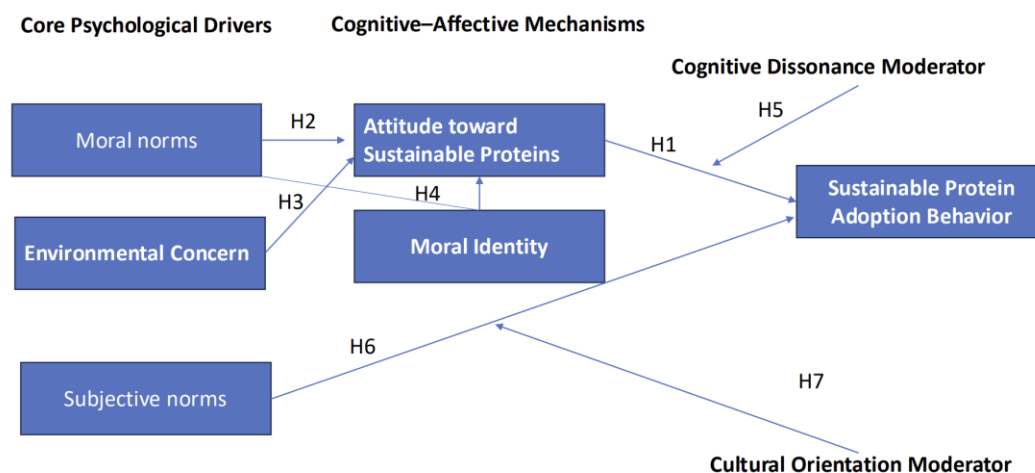 Core Psychological Drivers
Cognitive–Affective Mechanisms
Cognitive Dissonance Moderator
Moral norms
H2
Attitude toward
Sustainable Proteins
H1
H5
Sustainable Protein
Adoption Behavior
H3
H4
Environmental Concern
Moral Identity
H6
Subjective norms
H7
Cultural Orientation Moderator